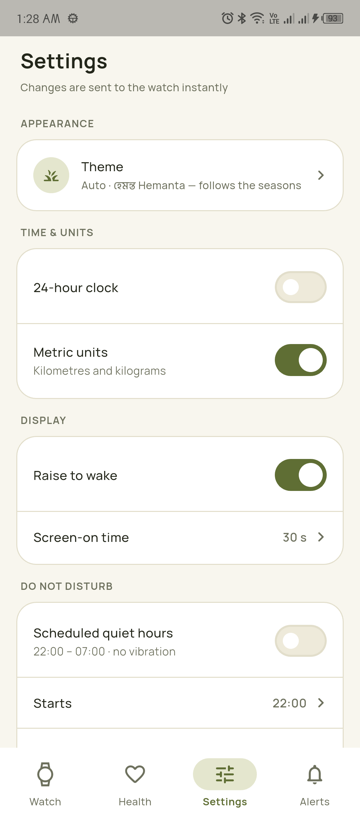 1:28 AM
Vo
LTE
93
Settings
Changes are sent to the watch instantly
APPEARANCE
Theme
Auto · হেমন্ত Hemanta — follows the seasons
TIME & UNITS
24-hour clock
Metric units
Kilometres and kilograms
DISPLAY
Raise to wake
Screen-on time
30 s
DO NOT DISTURB
Scheduled quiet hours
22:00 – 07:00 · no vibration
Starts
22:00
Watch
Health
Settings
Alerts